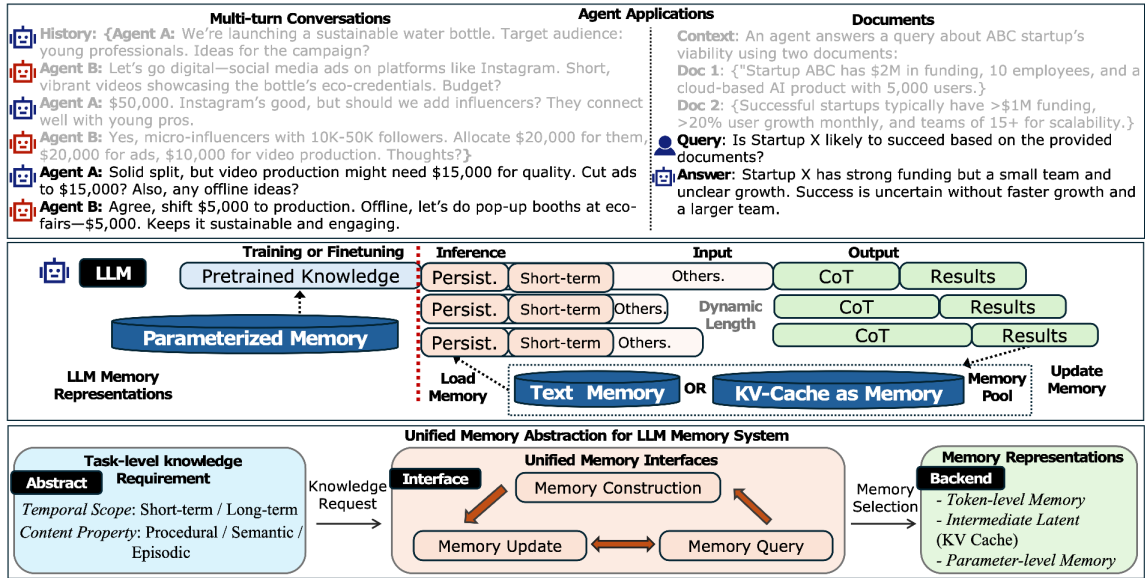 Agent Applications
Multi-turn Conversations
History: {Agent A: We're launching a sustainable water bottle. Target audience:
young professionals. Ideas for the campaign?
Agent B: Let's go digital—social media ads on platforms like Instagram. Short,
vibrant videos showcasing the bottle's eco-credentials. Budget?
Agent A: $50,000. Instagram's good, but should we add influencers? They connect
well with young pros.
Agent B: Yes, micro-influencers with 10K-50K followers. Allocate $20,000 for them,
$20,000 for ads, $10,000 for video production. Thoughts?}
Agent A: Solid split, but video production might need $15,000 for quality. Cut ads
to $15,000? Also, any offline ideas?
Agent B: Agree, shift $5,000 to production. Offline, let's do pop-up booths at eco-
fairs—$5,000. Keeps it sustainable and engaging.
Documents
Context: An agent answers a query about ABC startup's
viability using two documents:
Doc 1: {"Startup ABC has $2M in funding, 10 employees, and a
cloud-based AI product with 5,000 users.}
Doc 2: {Successful startups typically have >$1M funding,
>20% user growth monthly, and teams of 15+ for scalability.}
Query: Is Startup X likely to succeed based on the provided
documents?
Answer: Startup X has strong funding but a small team and
unclear growth. Success is uncertain without faster growth and
a larger team.
Training or Finetuning
Inference
Input
Output
LLM
Pretrained Knowledge
Persist.
Short-term
Others.
CoT
Results
Persist.
Short-term
Others.
Dynamic
Length
CoT
Results
Persist.
Short-term
Others.
CoT
Results
Parameterized Memory
LLM Memory
Representations
Load
Memory
Text Memory
OR
KV-Cache as Memory
Memory
Pool
Update
Memory
Unified Memory Abstraction for LLM Memory System
Task-level knowledge
Requirement
Abstract
Temporal Scope: Short-term / Long-term
Content Property: Procedural / Semantic /
Episodic
Knowledge
Request
Unified Memory Interfaces
Interface
Memory Construction
Memory Update
Memory Query
Memory
Selection
Memory Representations
Backend
- Token-level Memory
- Intermediate Latent
(KV Cache)
- Parameter-level Memory